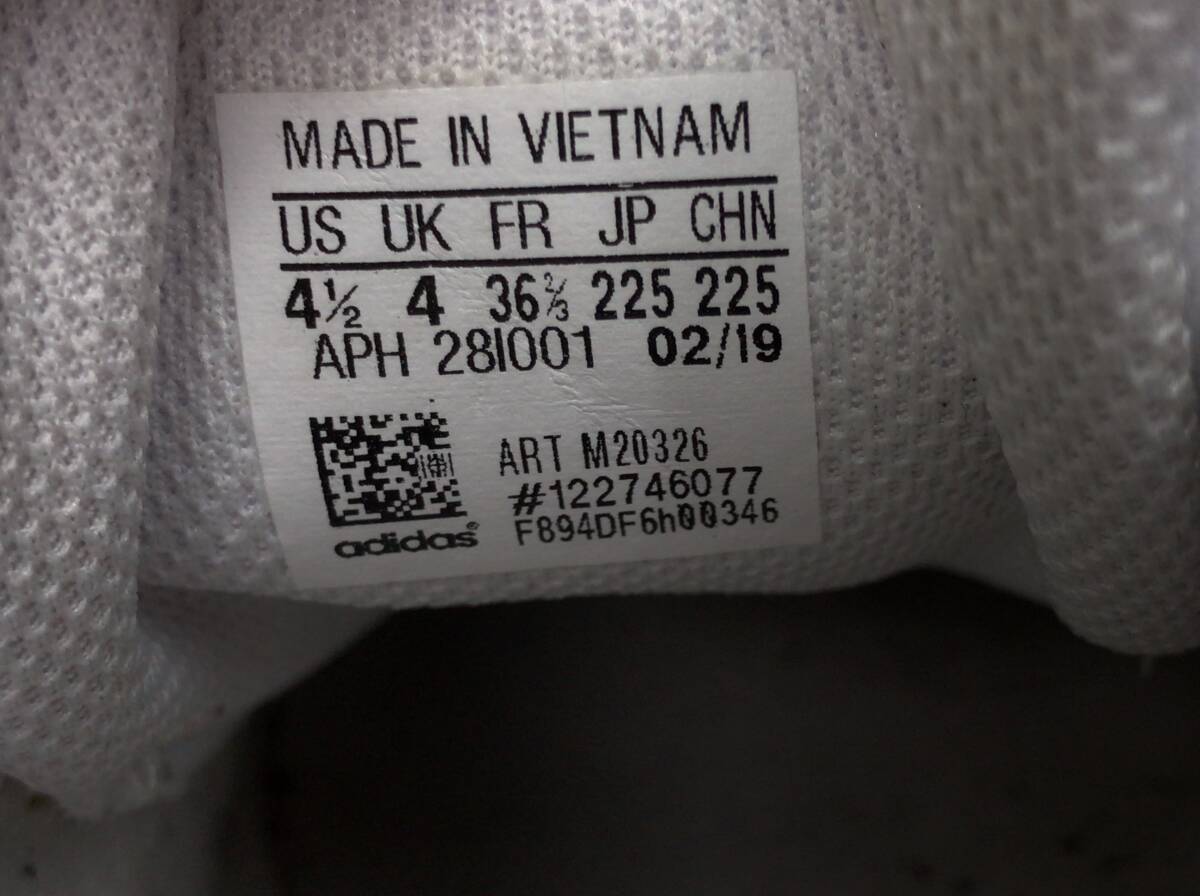 MADE IN VIETNAM
US UK FR JP CHN
4½ 4 36⅔ 225 225
APH 28I001 02/19
ART M20326
#122746077
F894DF6h00346
adidas®